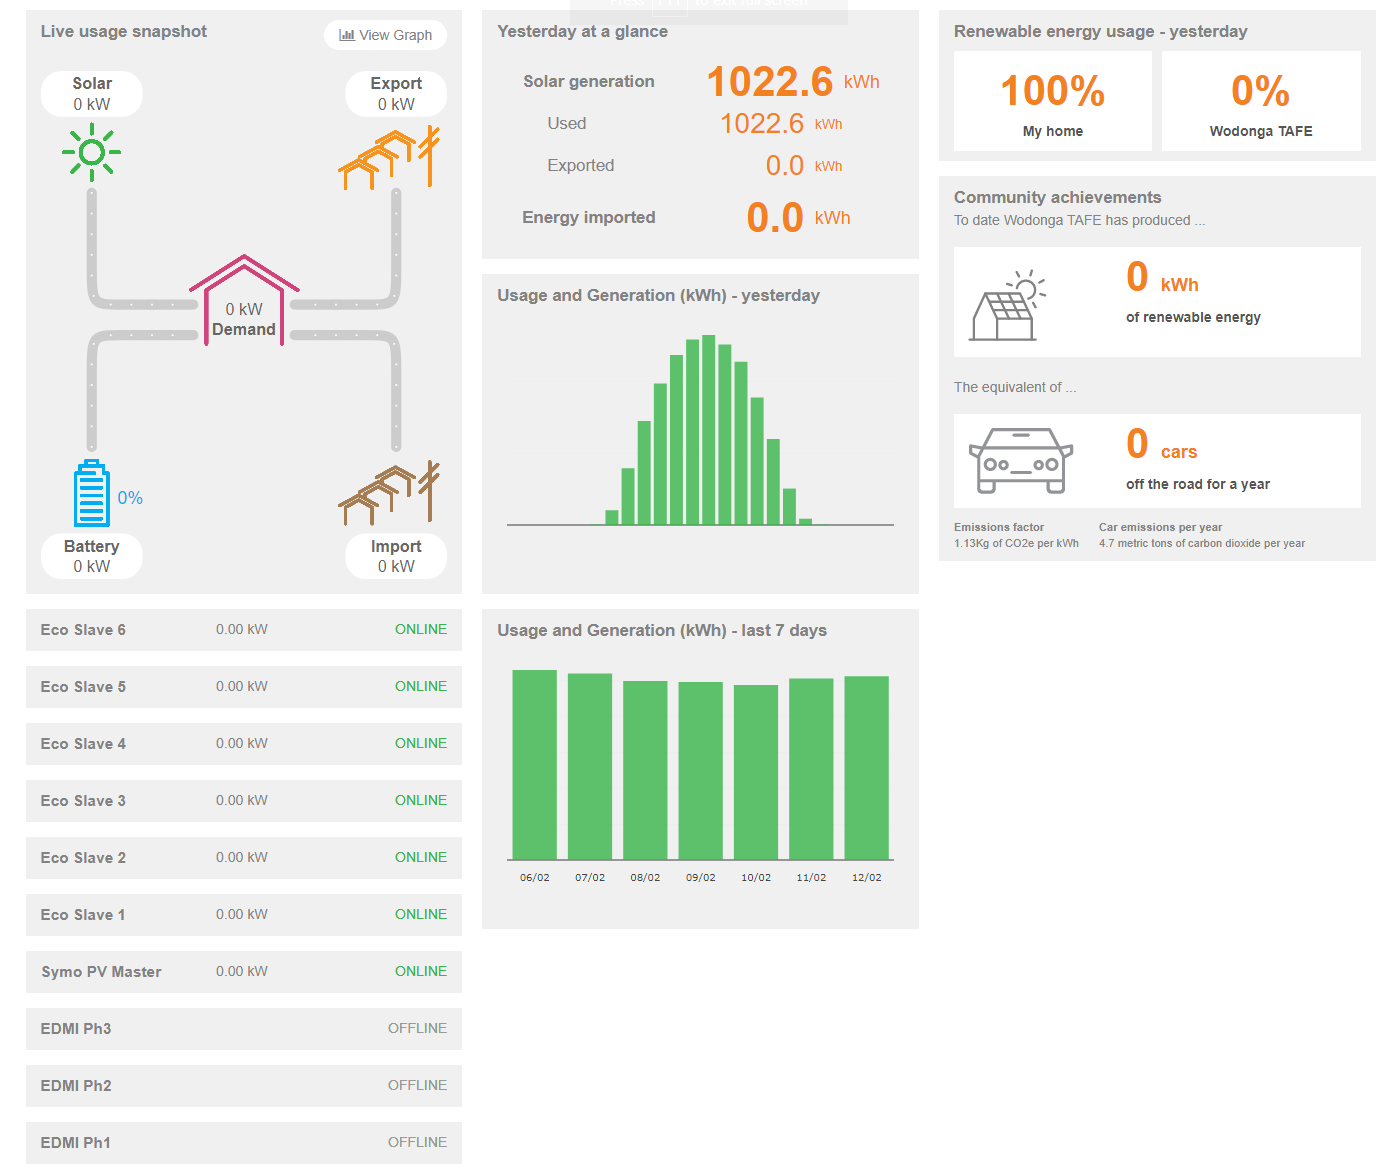 Press to exit full screen
Live usage snapshot
View Graph
Solar
0 kW
Export
0 kW
0 kW
Demand
0%
Battery
0 kW
Import
0 kW
Eco Slave 6 0.00 kW ONLINE
Eco Slave 5 0.00 kW ONLINE
Eco Slave 4 0.00 kW ONLINE
Eco Slave 3 0.00 kW ONLINE
Eco Slave 2 0.00 kW ONLINE
Eco Slave 1 0.00 kW ONLINE
Symo PV Master 0.00 kW ONLINE
EDMI Ph3 OFFLINE
EDMI Ph2 OFFLINE
EDMI Ph1 OFFLINE
Yesterday at a glance
Solar generation 1022.6 kWh
Used 1022.6 kWh
Exported 0.0 kWh
Energy imported 0.0 kWh
Usage and Generation (kWh) - yesterday
Usage and Generation (kWh) - last 7 days
06/02 07/02 08/02 09/02 10/02 11/02 12/02
Renewable energy usage - yesterday
100%
My home
0%
Wodonga TAFE
Community achievements
To date Wodonga TAFE has produced ...
0 kWh
of renewable energy
The equivalent of ...
0 cars
off the road for a year
Emissions factor
1.13Kg of CO2e per kWh
Car emissions per year
4.7 metric tons of carbon dioxide per year